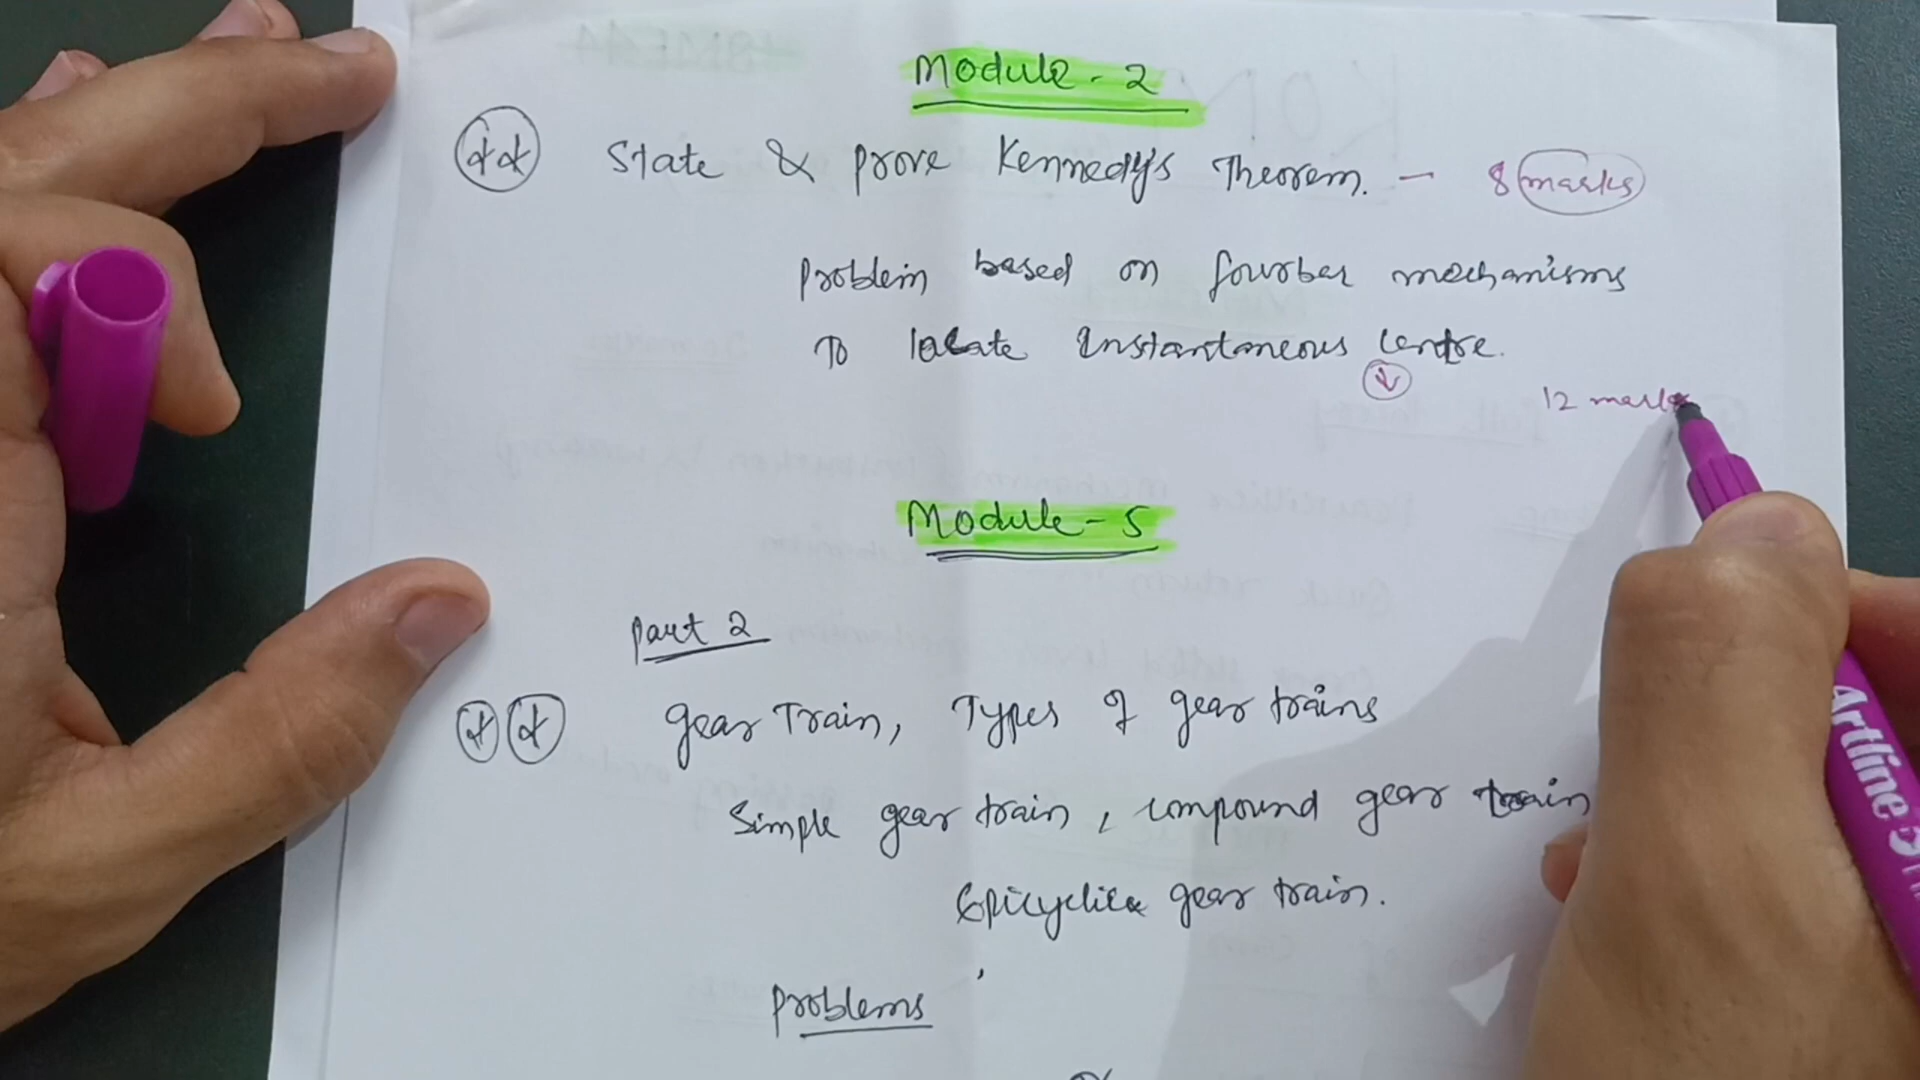 Module - 2
State & prove Kennedy's Theorem. - 8 marks
problem based on fourbar mechanisms
To locate Instantaneous centre.
12 marks
Module - 5
part 2
gear Train, Types of gear trains
Simple gear train, compound gear train
Epicyclic gear train.
problems
Artline